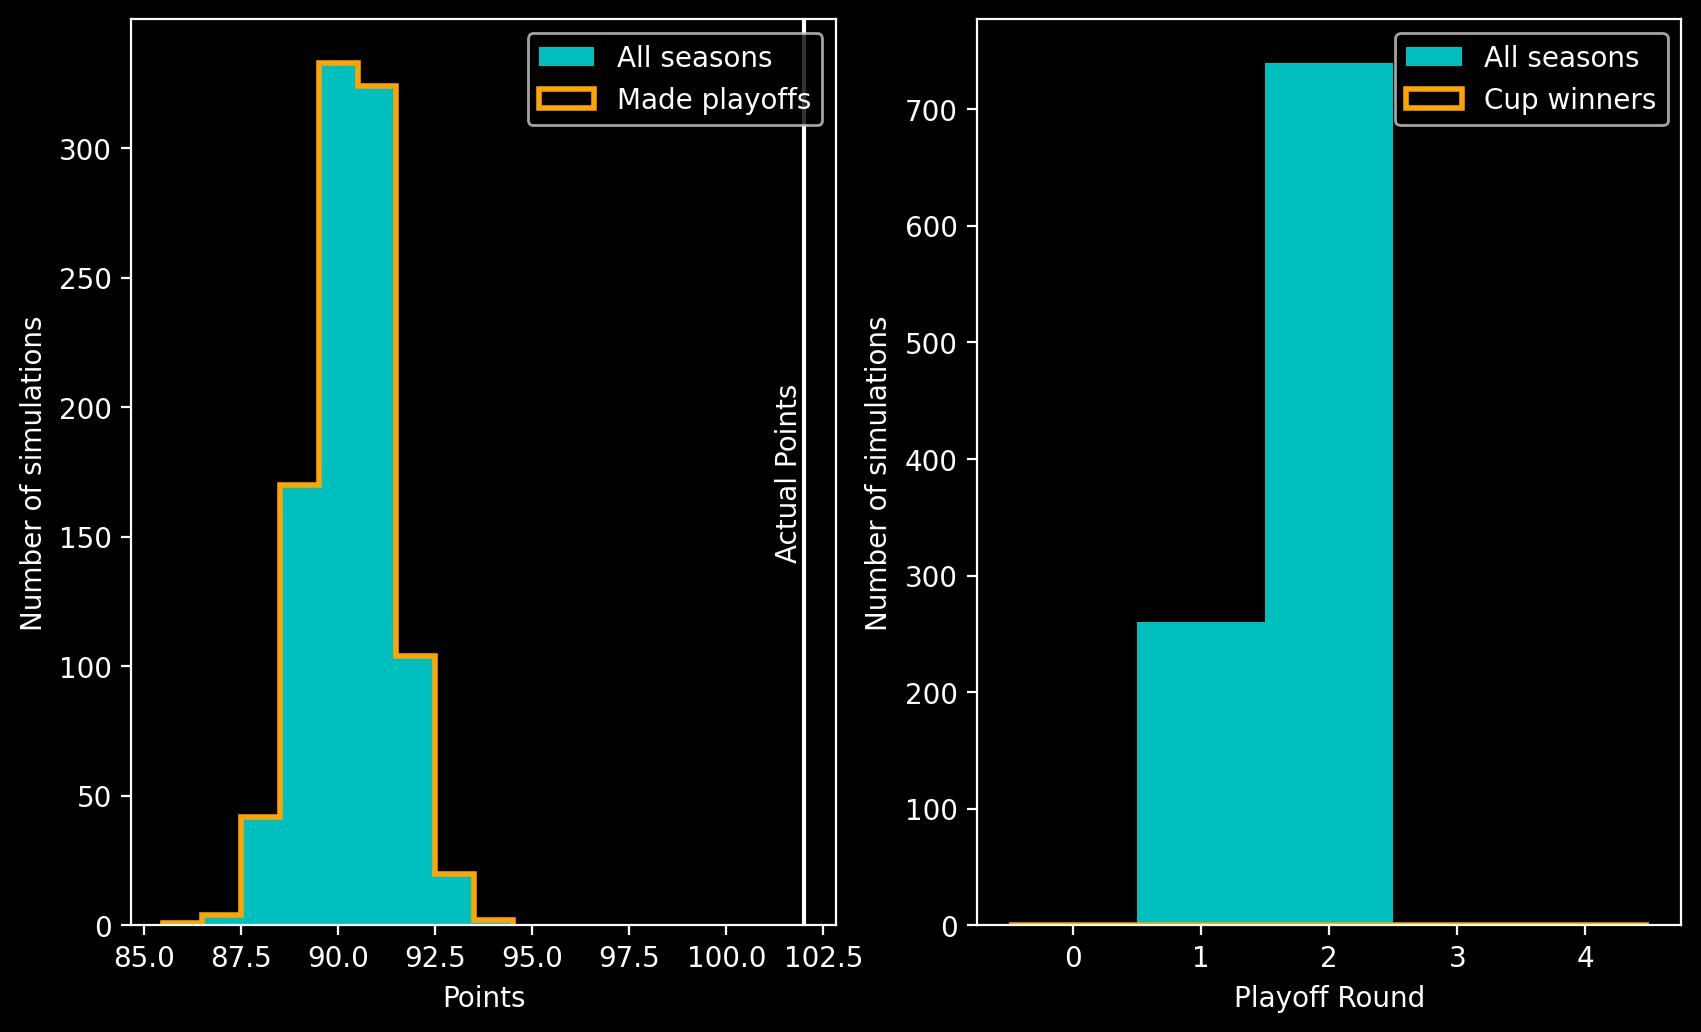 All seasons
Made playoffs
Number of simulations
300
250
200
150
100
50
0
Actual Points
85.0 87.5 90.0 92.5 95.0 97.5 100.0 102.5
Points
All seasons
Cup winners
Number of simulations
700
600
500
400
300
200
100
0
0 1 2 3 4
Playoff Round